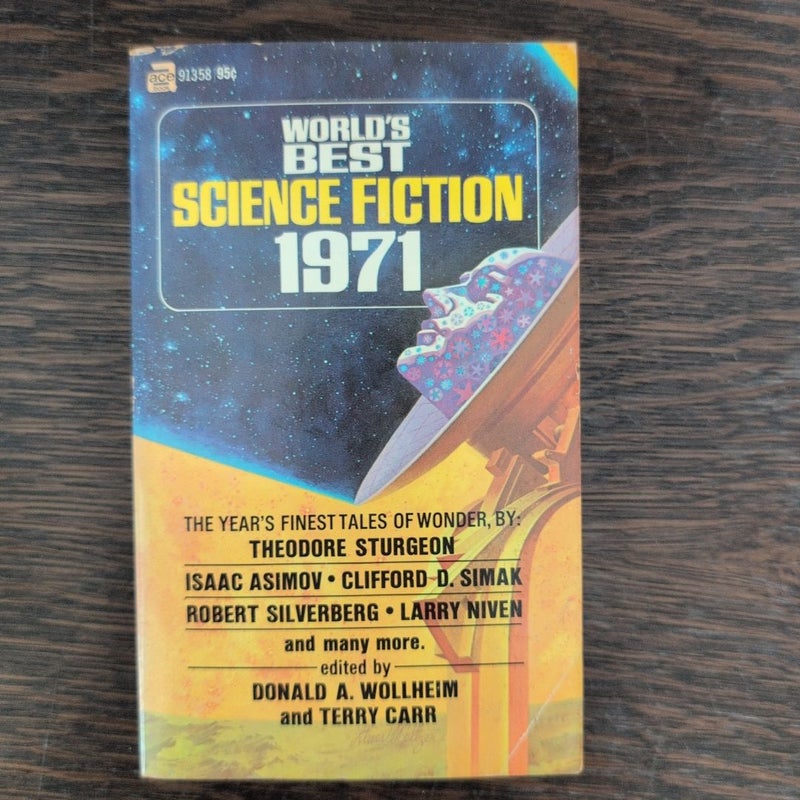 ace
BOOK
91358 95¢
WORLD'S
BEST
SCIENCE FICTION
1971
THE YEAR'S FINEST TALES OF WONDER, BY:
THEODORE STURGEON
ISAAC ASIMOV • CLIFFORD D. SIMAK
ROBERT SILVERBERG • LARRY NIVEN
and many more.
edited by
DONALD A. WOLLHEIM
and TERRY CARR